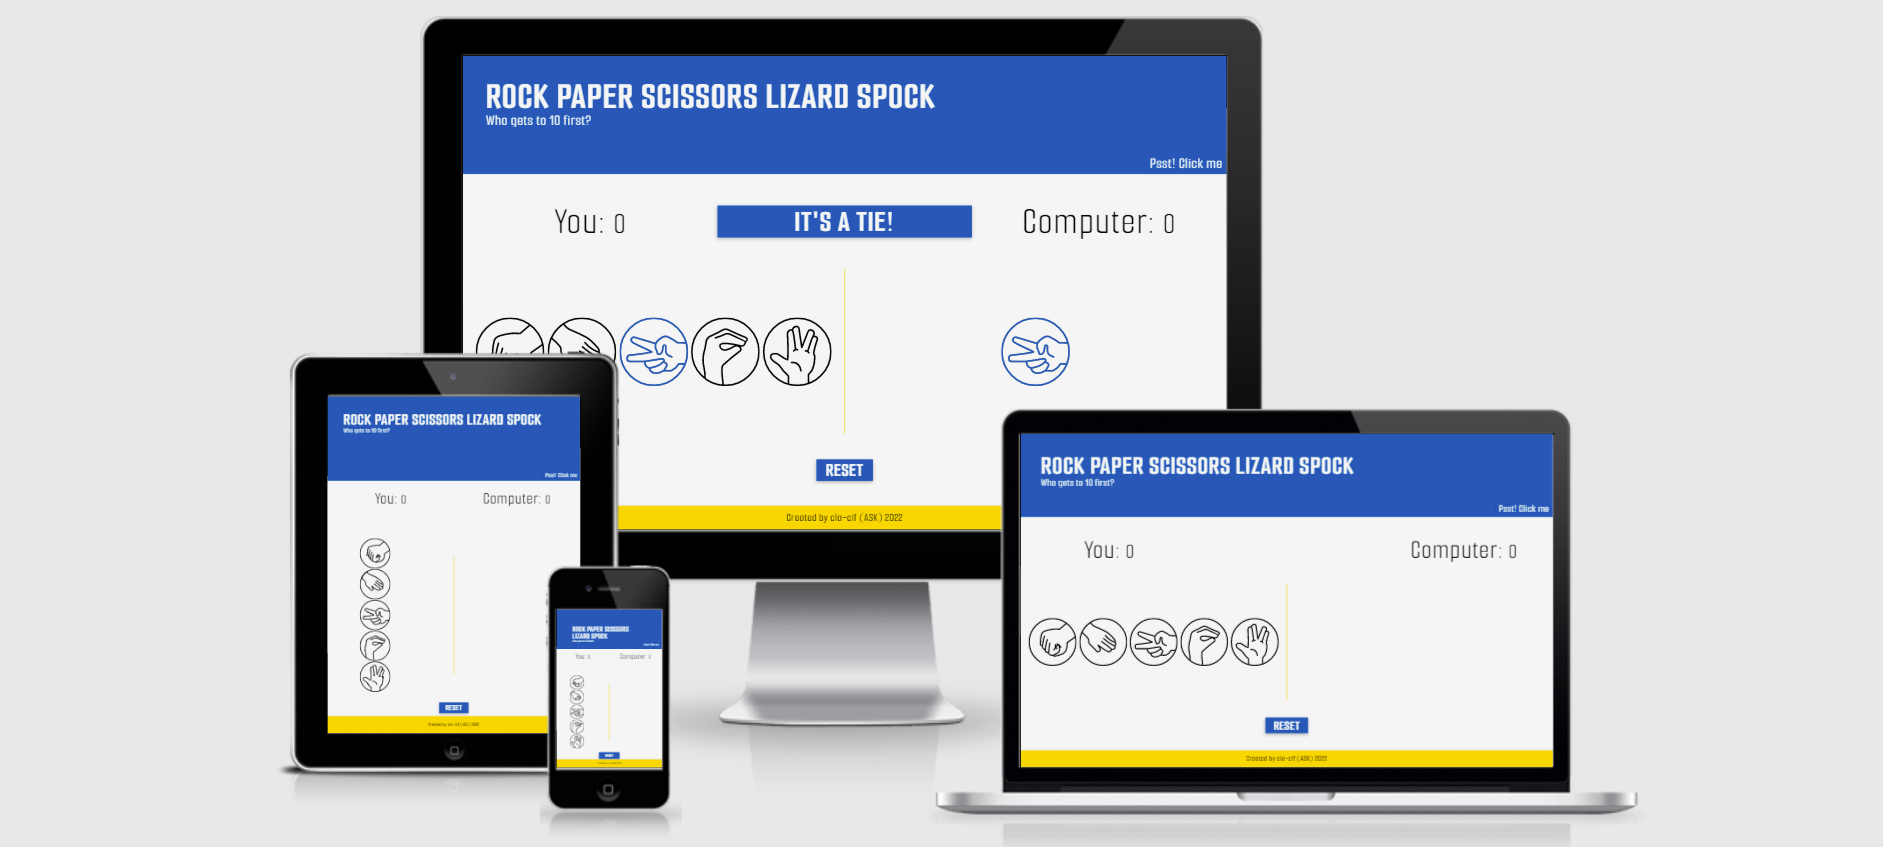 ROCK PAPER SCISSORS LIZARD SPOCK
Who gets to 10 first?
Psst! Click me
You: 0
IT'S A TIE!
Computer: 0
RESET
Created by cla-cif (ASK) 2022
ROCK PAPER SCISSORS LIZARD SPOCK
Who gets to 10 first?
Psst! Click me
You: 0
Computer: 0
RESET
Created by cla-cif (ASK) 2022
ROCK PAPER SCISSORS
LIZARD SPOCK
You: 0
Computer: 0
RESET
ROCK PAPER SCISSORS LIZARD SPOCK
Who gets to 10 first?
Psst! Click me
You: 0
Computer: 0
RESET
Created by cla-cif (ASK) 2022